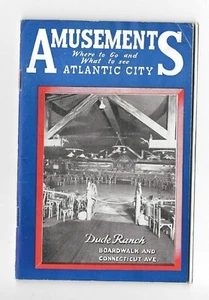 AMUSEMENTS
Where to Go and
What to see
ATLANTIC CITY
Dude Ranch
BOARDWALK AND
CONNECTICUT AVE.